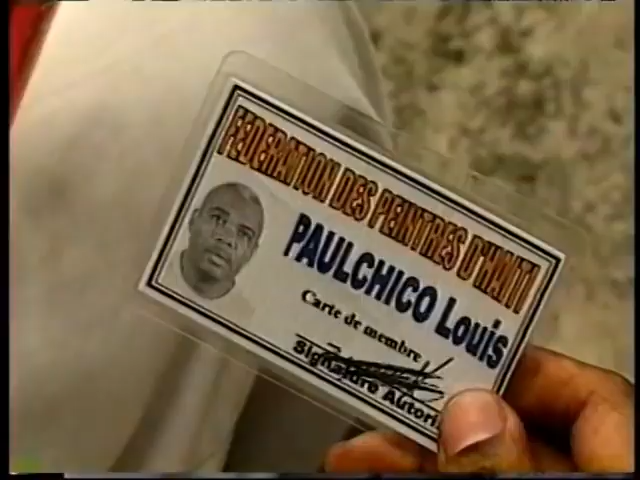 FEDERATION DES PEINTRES D'HAITI
PAULCHICO LOUIS
Carte de membre
Signature Autori